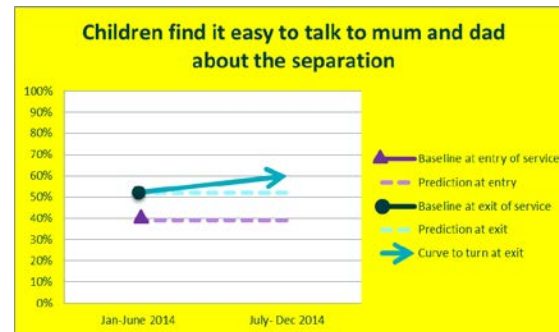 Children find it easy to talk to mum and dad
about the separation
100%
90%
80%
70%
60%
50%
40%
30%
20%
10%
0%
Jan-June 2014
July- Dec 2014
Baseline at entry of service
Prediction at entry
Baseline at exit of service
Prediction at exit
Curve to turn at exit